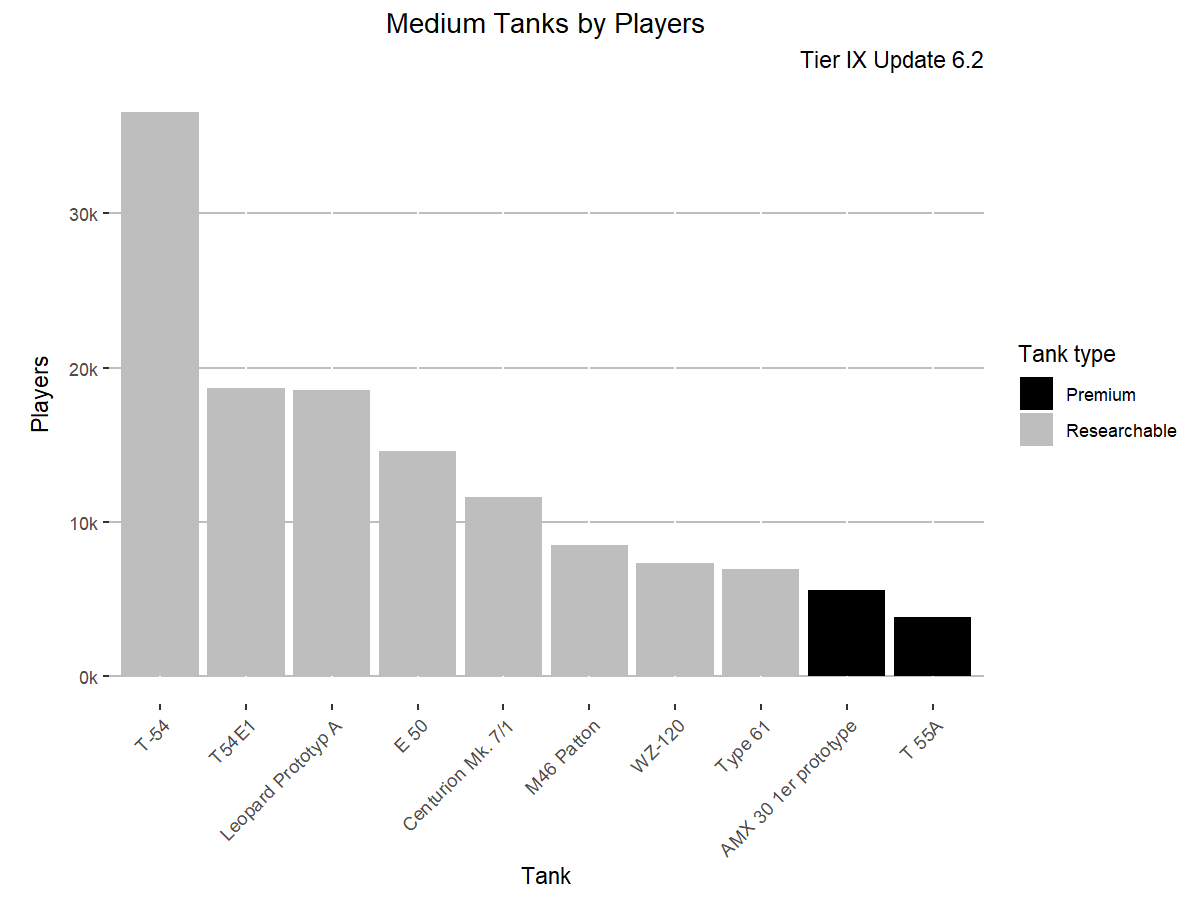 Medium Tanks by Players
Tier IX Update 6.2
30k
20k
10k
0k
Players
T-54
T54E1
Leopard Prototyp A
E 50
Centurion Mk. 7/1
M46 Patton
WZ-120
Type 61
AMX 30 1er prototype
T 55A
Tank
Tank type
Premium
Researchable